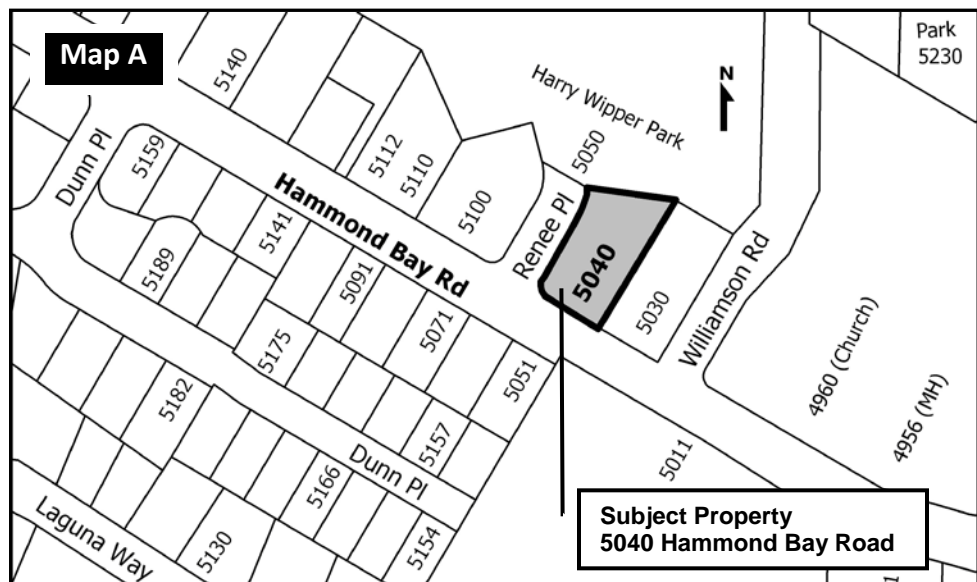 Map A
5140
Harry Wipper Park
N
Park
5230
5159
Dunn Pl
5112
5110
5050
5100
Renee Pl
Hammond Bay Rd
5141
5189
5091
5040
5030
Williamson Rd
5071
5175
5051
4960 (Church)
4956 (MH)
5182
5157
Dunn Pl
5166
5011
5154
5130
Laguna Way
Subject Property
5040 Hammond Bay Road